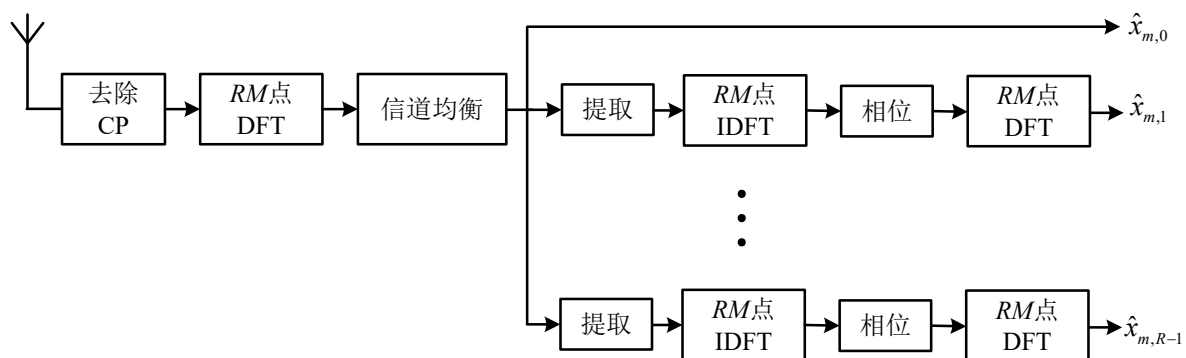 去除
CP
RM点
DFT
信道均衡
x̂m,0
提取
RM点
IDFT
相位
RM点
DFT
x̂m,1
提取
RM点
IDFT
相位
RM点
DFT
x̂m,R−1